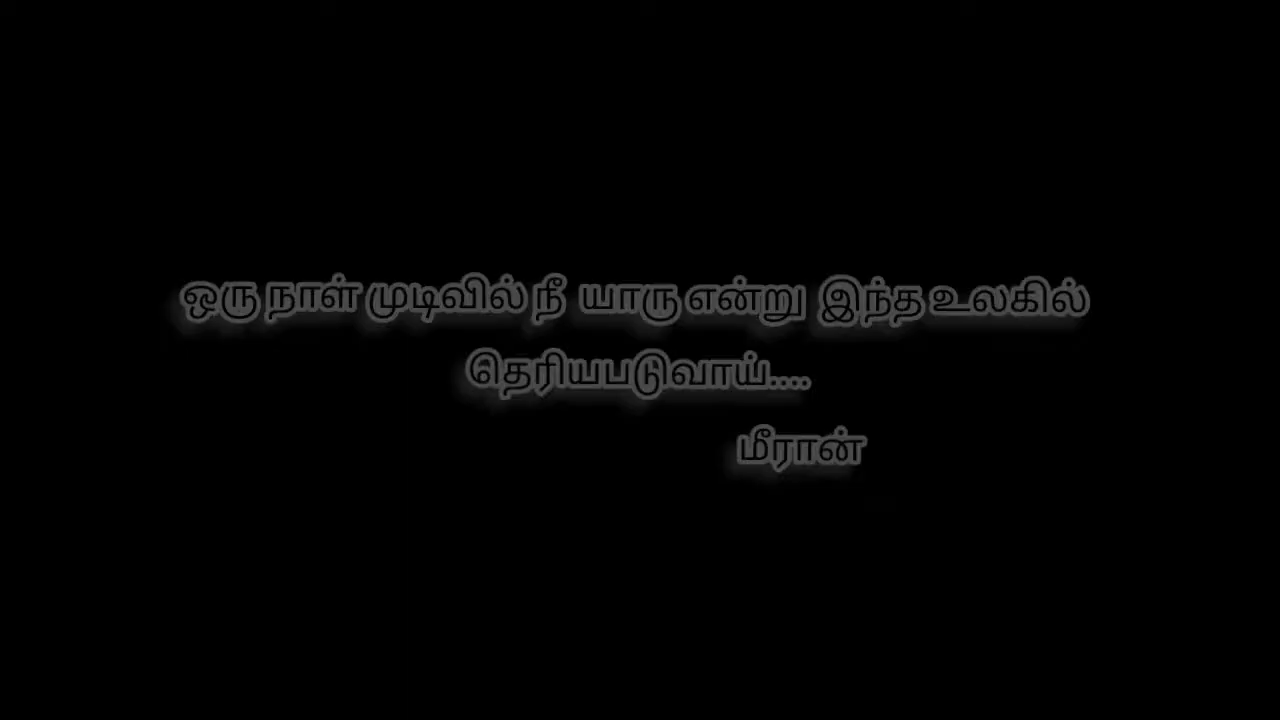 ஒரு நாள் முடிவில் நீ யாரு என்று இந்த உலகில்
தெரியபடுவாய்....
மீரான்